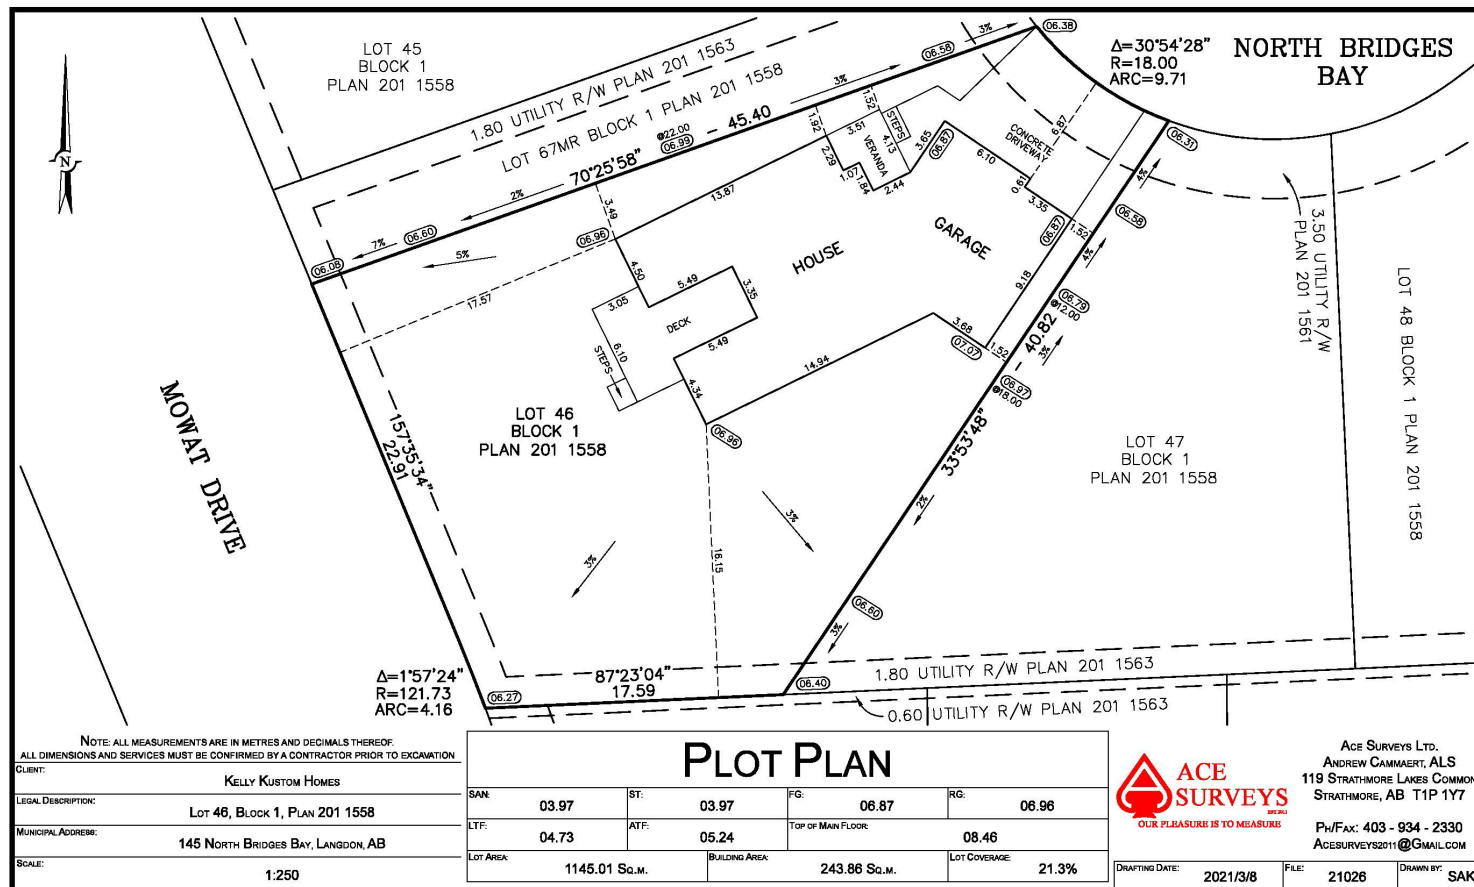 LOT 45
BLOCK 1
PLAN 201 1558
1.80 UTILITY R/W PLAN 201 1563
LOT 67MR BLOCK 1 PLAN 201 1558
Δ=30°54'28"
R=18.00
ARC=9.71
NORTH BRIDGES
BAY
N
70°25'58"
45.40
@22.00
06.99
06.38
06.58
3%
3%
2%
7%
5%
06.60
06.08
06.96
3.49
13.87
17.57
1.92
1.52
3.51
STEPS
VERANDA
4.13
2.29
1.07
1.84
2.44
3.65
06.87
CONCRETE
DRIVEWAY
6.87
6.10
0.61
3.35
06.87
1.52
06.31
4%
06.58
4%
3.50 UTILITY R/W
PLAN 201 1561
LOT 48 BLOCK 1 PLAN 201 1558
HOUSE
GARAGE
9.18
4.50
5.49
3.35
3.05
DECK
5.49
6.10
STEPS
4.34
14.94
3.68
07.07
1.52
06.79
@12.00
40.82
3%
06.97
@18.00
33°53'48"
2%
06.96
LOT 46
BLOCK 1
PLAN 201 1558
LOT 47
BLOCK 1
PLAN 201 1558
MOWAT DRIVE
157°35'34"
22.91
3%
3%
16.15
06.60
3%
Δ=1°57'24"
R=121.73
ARC=4.16
06.27
87°23'04"
17.59
06.40
1.80 UTILITY R/W PLAN 201 1563
0.60 UTILITY R/W PLAN 201 1563
NOTE: ALL MEASUREMENTS ARE IN METRES AND DECIMALS THEREOF.
ALL DIMENSIONS AND SERVICES MUST BE CONFIRMED BY A CONTRACTOR PRIOR TO EXCAVATION
CLIENT:
KELLY KUSTOM HOMES
LEGAL DESCRIPTION:
LOT 46, BLOCK 1, PLAN 201 1558
MUNICIPAL ADDRESS:
145 NORTH BRIDGES BAY, LANGDON, AB
SCALE:
1:250
PLOT PLAN
SAN: 03.97 ST: 03.97 FG: 06.87 RG: 06.96
LTF: 04.73 ATF: 05.24 TOP OF MAIN FLOOR: 08.46
LOT AREA: 1145.01 SQ.M. BUILDING AREA: 243.86 SQ.M. LOT COVERAGE: 21.3%
ACE
SURVEYS
OUR PLEASURE IS TO MEASURE
ACE SURVEYS LTD.
ANDREW CAMMAERT, ALS
119 STRATHMORE LAKES COMMON
STRATHMORE, AB T1P 1Y7
PH/FAX: 403 - 934 - 2330
ACESURVEYS2011@GMAIL.COM
DRAFTING DATE: 2021/3/8 FILE: 21026 DRAWN BY: SAK